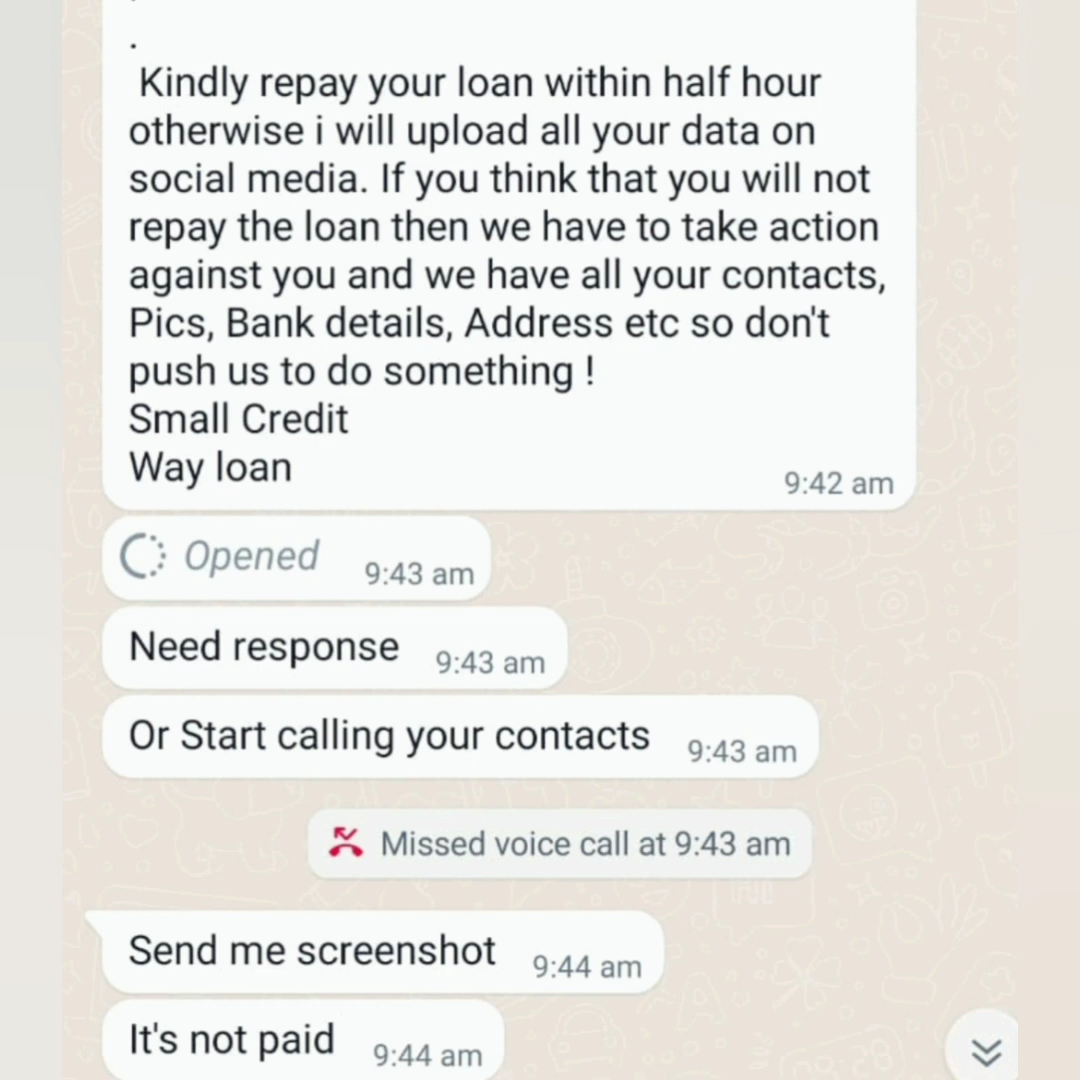 .
Kindly repay your loan within half hour
otherwise i will upload all your data on
social media. If you think that you will not
repay the loan then we have to take action
against you and we have all your contacts,
Pics, Bank details, Address etc so don't
push us to do something !
Small Credit
Way loan
9:42 am
Opened 9:43 am
Need response 9:43 am
Or Start calling your contacts 9:43 am
Missed voice call at 9:43 am
Send me screenshot 9:44 am
It's not paid 9:44 am